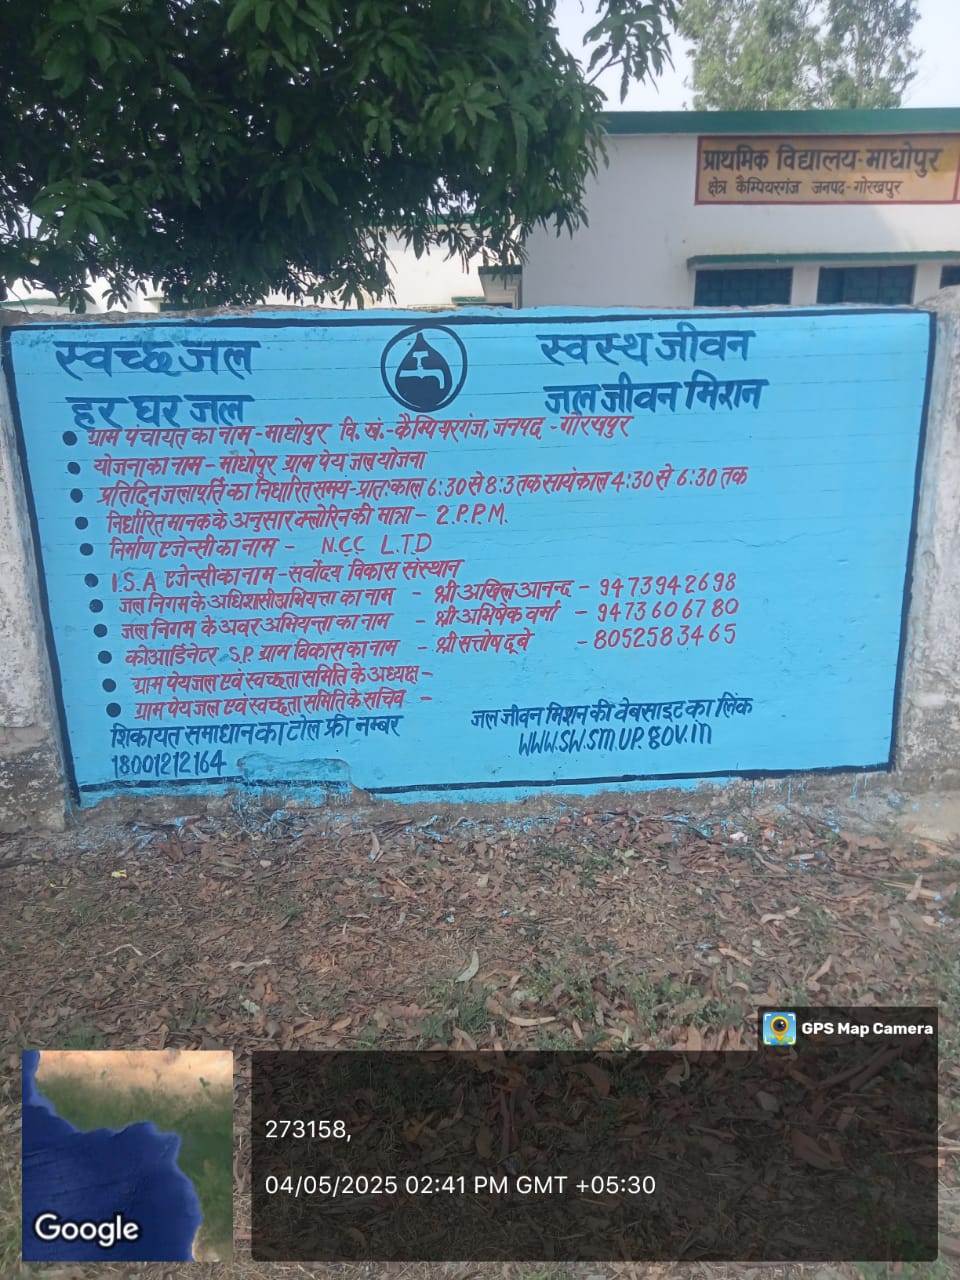 प्राथमिक विद्यालय-माधोपुर
क्षेत्र कैम्पियरगंज जनपद-गोरखपुर
स्वच्छ जल
स्वस्थ जीवन
हर घर जल
जल जीवन मिशन
ग्राम पंचायत का नाम - माधोपुर वि.खं.-कैम्पियरगंज, जनपद - गोरखपुर
योजना का नाम - माधोपुर ग्राम पेय जल योजना
प्रतिदिन जलापूर्ति का निर्धारित समय-प्रातःकाल 6:30 से 8:3 तक सायंकाल 4:30 से 6:30 तक
निर्धारित मानक के अनुसार क्लोरिन की मात्रा - 2.P.P.M.
निर्माण एजेन्सी का नाम - N.C.C L.T.D
I.S.A एजेन्सी का नाम - सर्वोदय विकास संस्थान
जल निगम के अधिशासी अभियत्ता का नाम - श्री अखिल आनन्द - 9473942698
जल निगम के अवर अभियन्ता का नाम - श्री अभिषेक वर्मा - 9473606780
कोआर्डिनेटर S.P. ग्राम विकास का नाम - श्री सत्तोष दूबे - 8052583465
ग्राम पेयजल एवं स्वच्छता समिति के अध्यक्ष -
ग्राम पेयजल एवं स्वच्छता समिति के सचिव -
शिकायत समाधान का टोल फ्री नम्बर
18001212164
जल जीवन मिशन की वेबसाइट का लिंक
WWW.SW.SM.UP.GOV.IN
GPS Map Camera
273158,
04/05/2025 02:41 PM GMT +05:30
Google